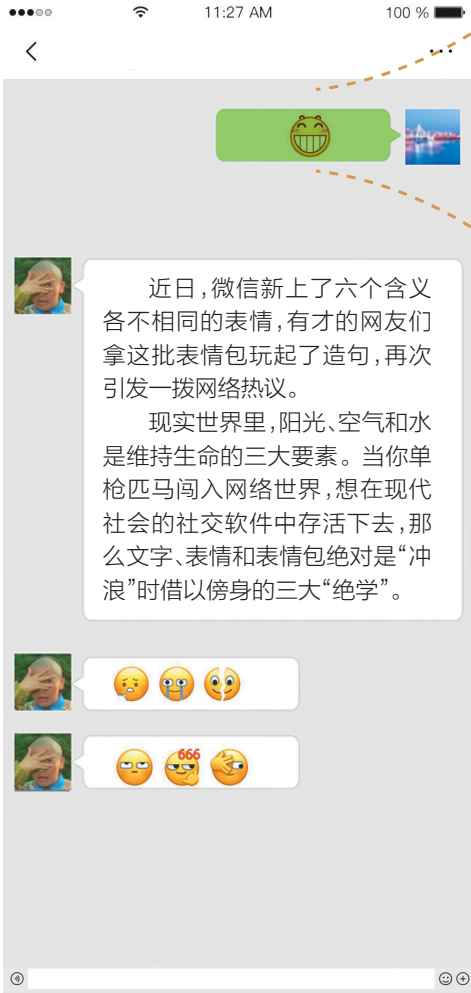 11:27 AM 100 %
近日，微信新上了六个含义
各不相同的表情，有才的网友们
拿这批表情包玩起了造句，再次
引发一拨网络热议。
现实世界里，阳光、空气和水
是维持生命的三大要素。当你单
枪匹马闯入网络世界，想在现代
社会的社交软件中存活下去，那
么文字、表情和表情包绝对是“冲
浪”时借以傍身的三大“绝学”。
666